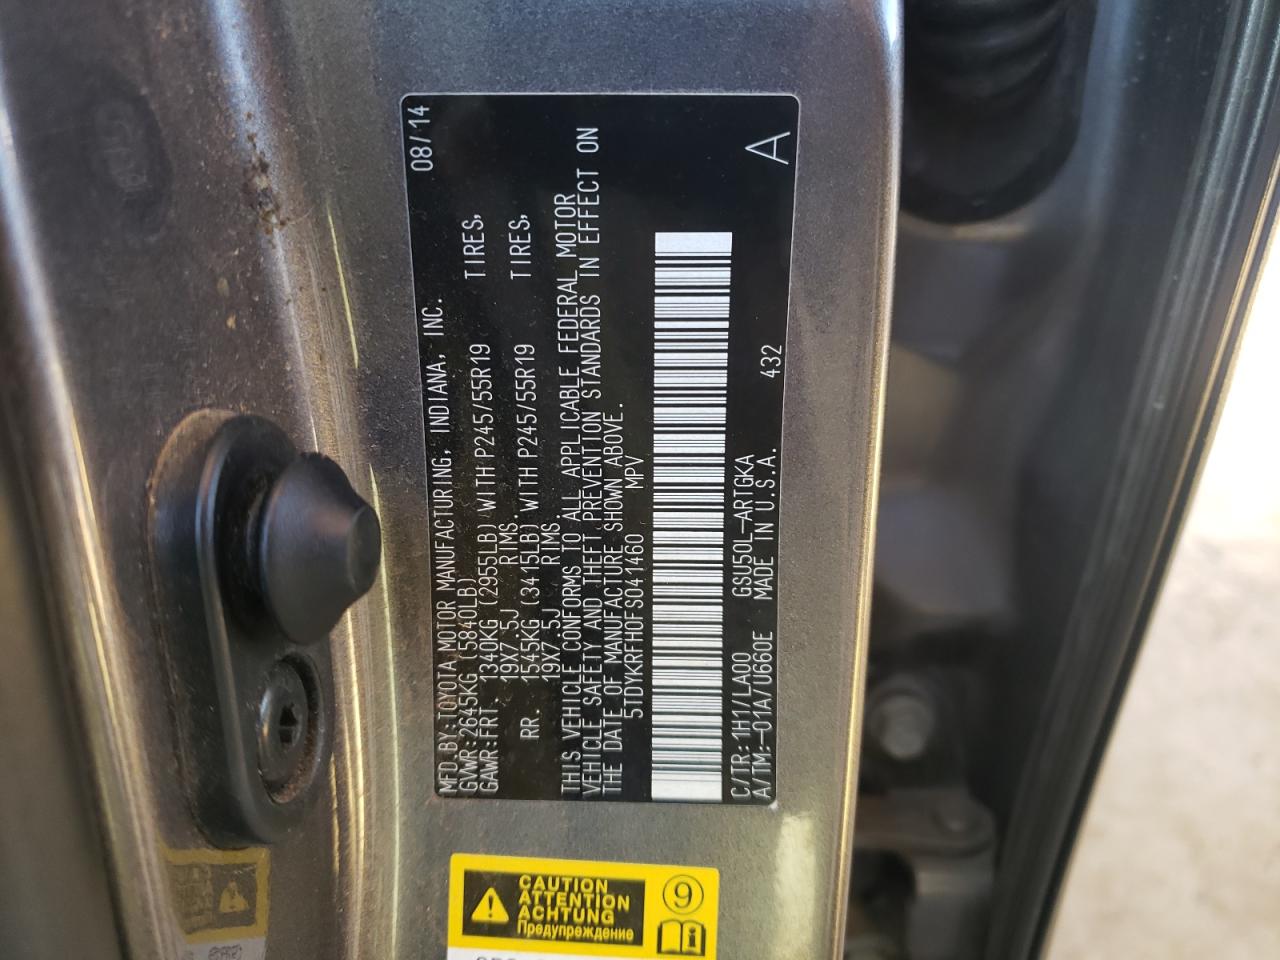 MFD.BY:TOYOTA MOTOR MANUFACTURING, INDIANA, INC. 08/14
GVWR:2645KG (5840LB)
GAWR:FRT. 1340KG (2955LB) WITH P245/55R19 TIRES,
19X7.5J RIMS.
RR. 1545KG (3415LB) WITH P245/55R19 TIRES,
19X7.5J RIMS.
THIS VEHICLE CONFORMS TO ALL APPLICABLE FEDERAL MOTOR
VEHICLE SAFETY AND THEFT PREVENTION STANDARDS IN EFFECT ON
THE DATE OF MANUFACTURE SHOWN ABOVE.
5TDYKRFH0FS041460 MPV
C/TR:1H1/LA00 GSU50L-ARTGKA
A/TM:-01A/U660E MADE IN U.S.A. 432
A
CAUTION
ATTENTION
ACHTUNG
Предупреждение
9